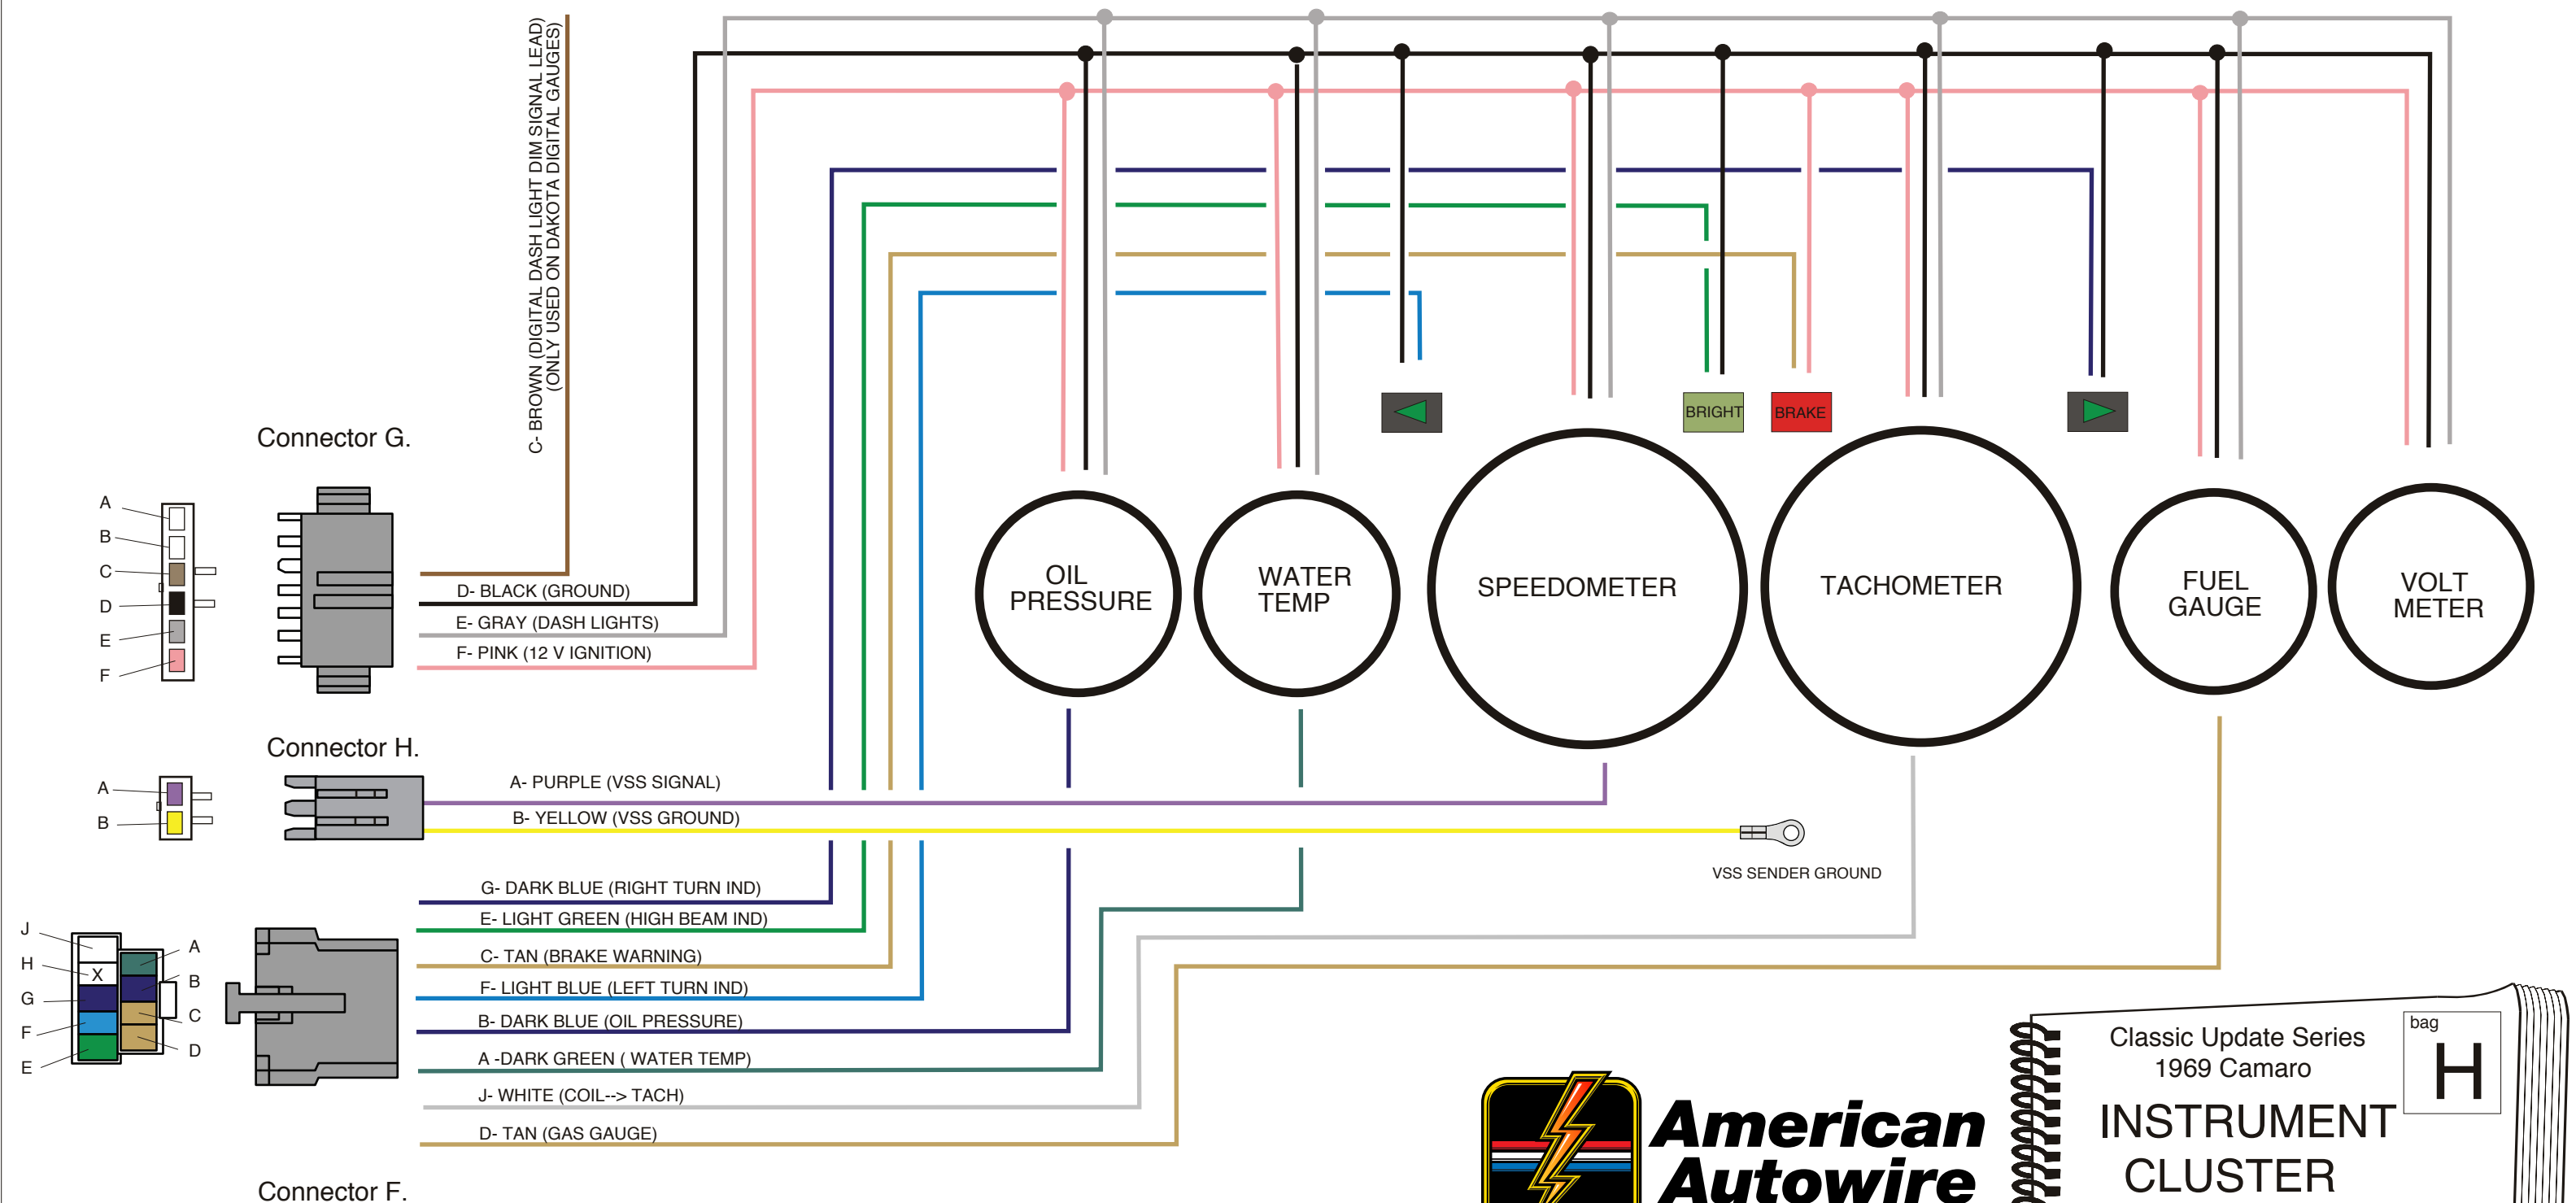 C- BROWN (DIGITAL DASH LIGHT DIM SIGNAL LEAD)
(ONLY USED ON DAKOTA DIGITAL GAUGES)
Connector G.
A
B
C
D
E
F
D- BLACK (GROUND)
E- GRAY (DASH LIGHTS)
F- PINK (12 V IGNITION)
BRIGHT
BRAKE
OIL
PRESSURE
WATER
TEMP
SPEEDOMETER
TACHOMETER
FUEL
GAUGE
VOLT
METER
Connector H.
A
B
A- PURPLE (VSS SIGNAL)
B- YELLOW (VSS GROUND)
VSS SENDER GROUND
J
H
G
F
E
X
A
B
C
D
G- DARK BLUE (RIGHT TURN IND)
E- LIGHT GREEN (HIGH BEAM IND)
C- TAN (BRAKE WARNING)
F- LIGHT BLUE (LEFT TURN IND)
B- DARK BLUE (OIL PRESSURE)
A -DARK GREEN ( WATER TEMP)
J- WHITE (COIL--> TACH)
D- TAN (GAS GAUGE)
Connector F.
American
Autowire
Classic Update Series
1969 Camaro
bag
H
INSTRUMENT
CLUSTER